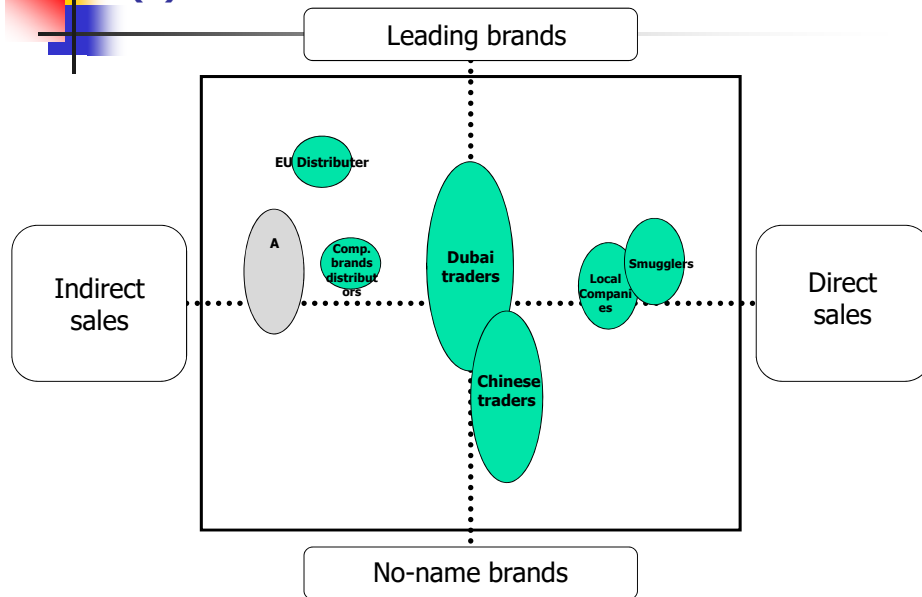 Leading brands
EU Distributer
A
Comp.
brands
distribut
ors
Dubai
traders
Smugglers
Local
Compani
es
Indirect
sales
Direct
sales
Chinese
traders
No-name brands